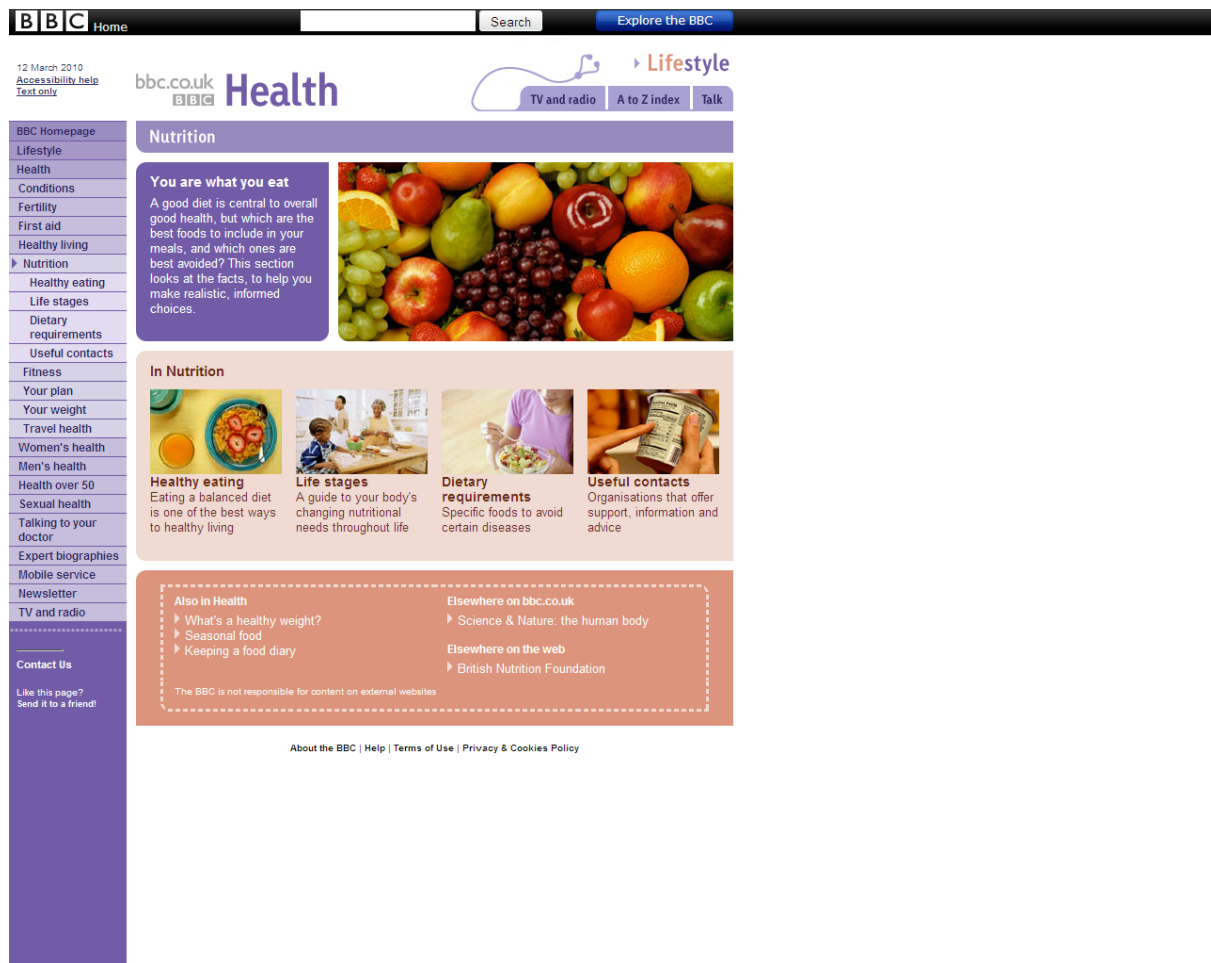 BBC Home
Search
Explore the BBC
12 March 2010
Accessibility help
Text only
bbc.co.uk
BBC
Health
Lifestyle
TV and radio
A to Z index
Talk
BBC Homepage
Lifestyle
Health
Conditions
Fertility
First aid
Healthy living
Nutrition
Healthy eating
Life stages
Dietary
requirements
Useful contacts
Fitness
Your plan
Your weight
Travel health
Women's health
Men's health
Health over 50
Sexual health
Talking to your
doctor
Expert biographies
Mobile service
Newsletter
TV and radio
Contact Us
Like this page?
Send it to a friend!
Nutrition
You are what you eat
A good diet is central to overall
good health, but which are the
best foods to include in your
meals, and which ones are
best avoided? This section
looks at the facts, to help you
make realistic, informed
choices.
In Nutrition
Healthy eating
Eating a balanced diet
is one of the best ways
to healthy living
Life stages
A guide to your body's
changing nutritional
needs throughout life
Dietary
requirements
Specific foods to avoid
certain diseases
Useful contacts
Organisations that offer
support, information and
advice
Also in Health
What's a healthy weight?
Seasonal food
Keeping a food diary
Elsewhere on bbc.co.uk
Science & Nature: the human body
Elsewhere on the web
British Nutrition Foundation
The BBC is not responsible for content on external websites
About the BBC | Help | Terms of Use | Privacy & Cookies Policy